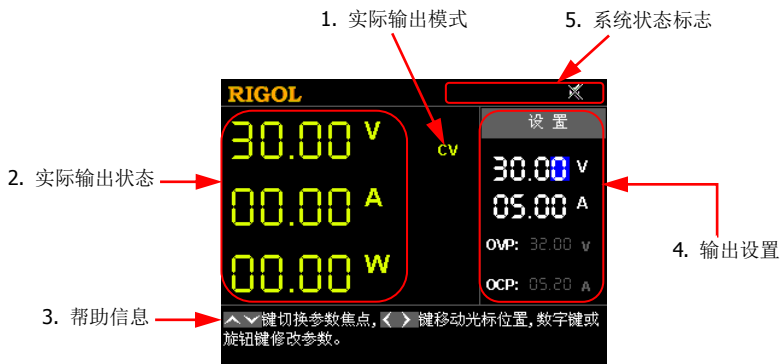 1. 实际输出模式
5. 系统状态标志
RIGOL
设 置
30.00 V
CV
30.00 V
2. 实际输出状态
00.00 A
05.00 A
OVP: 32.00 V
4. 输出设置
00.00 W
OCP: 05.20 A
3. 帮助信息
键切换参数焦点,键移动光标位置,数字键或
旋钮键修改参数。